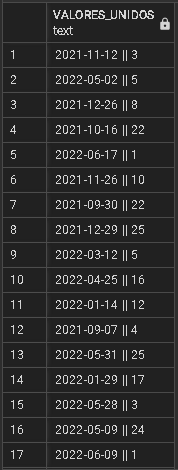 VALORES_UNIDOS
text
1 2021-11-12 || 3
2 2022-05-02 || 5
3 2021-12-26 || 8
4 2021-10-16 || 22
5 2022-06-17 || 1
6 2021-11-26 || 10
7 2021-09-30 || 22
8 2021-12-29 || 25
9 2022-03-12 || 5
10 2022-04-25 || 16
11 2022-01-14 || 12
12 2021-09-07 || 4
13 2022-05-31 || 25
14 2022-01-29 || 17
15 2022-05-28 || 3
16 2022-05-09 || 24
17 2022-06-09 || 1